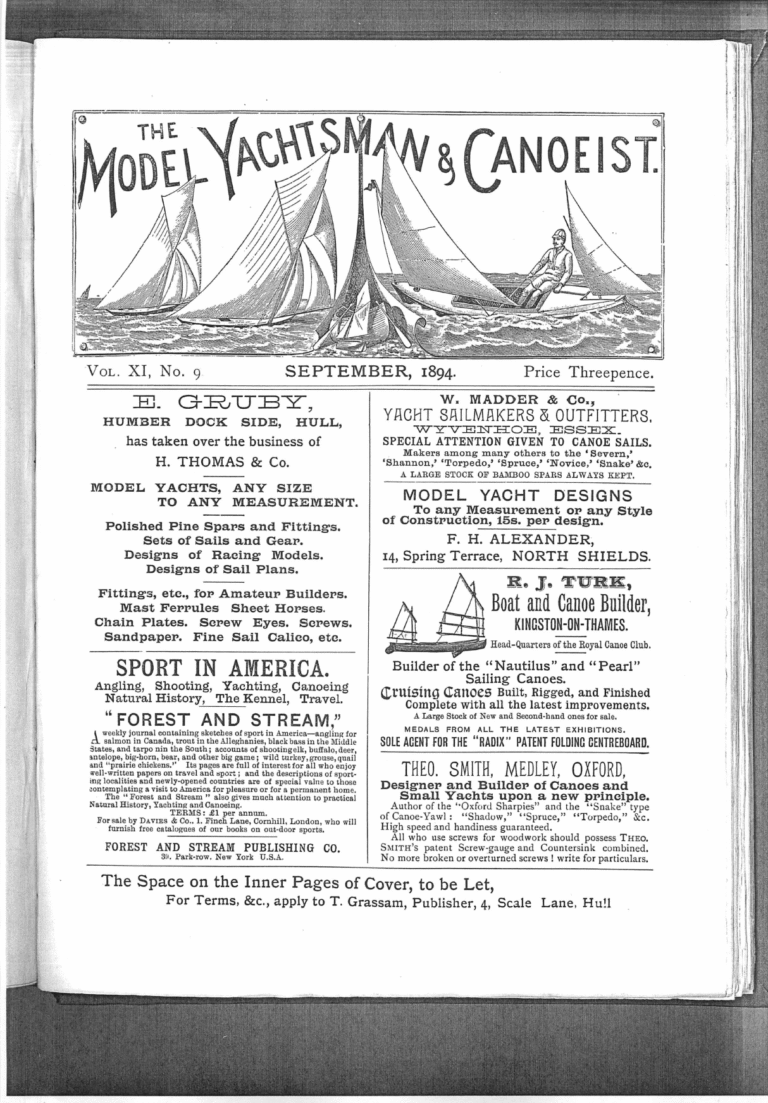 THE
MODEL YACHTSMAN & CANOEIST.
VOL. XI, No. 9
SEPTEMBER, 1894.
Price Threepence.
E. GRUBY,
HUMBER DOCK SIDE, HULL,
has taken over the business of
H. THOMAS & Co.
MODEL YACHTS, ANY SIZE
TO ANY MEASUREMENT.
Polished Pine Spars and Fittings.
Sets of Sails and Gear.
Designs of Racing Models.
Designs of Sail Plans.
Fittings, etc., for Amateur Builders.
Mast Ferrules Sheet Horses.
Chain Plates. Screw Eyes. Screws.
Sandpaper. Fine Sail Calico, etc.
SPORT IN AMERICA.
Angling, Shooting, Yachting, Canoeing
Natural History, The Kennel, Travel.
"FOREST AND STREAM,"
A weekly journal containing sketches of sport in America—angling for
salmon in Canada, trout in the Alleghanies, black bass in the Middle
States, and tarpo nin the South; accounts of shooting elk, buffalo, deer,
antelope, big-horn, bear, and other big game; wild turkey, grouse, quail
and "prairie chickens." Its pages are full of interest for all who enjoy
well-written papers on travel and sport; and the descriptions of sport-
ing localities and newly-opened countries are of special value to those
contemplating a visit to America for pleasure or for a permanent home.
The "Forest and Stream" also gives much attention to practical
Natural History, Yachting and Canoeing.
TERMS: £1 per annum.
For sale by DAVIES & Co., 1, Finch Lane, Cornhill, London, who will
furnish free catalogues of our books on out-door sports.
FOREST AND STREAM PUBLISHING CO.
39, Park-row, New York U.S.A.
W. MADDER & Co.,
YACHT SAILMAKERS & OUTFITTERS,
WYVENHOE, ESSEX.
SPECIAL ATTENTION GIVEN TO CANOE SAILS.
Makers among many others to the 'Severn,'
'Shannon,' 'Torpedo,' 'Spruce,' 'Novice,' 'Snake' &c.
A LARGE STOCK OF BAMBOO SPARS ALWAYS KEPT.
MODEL YACHT DESIGNS
To any Measurement or any Style
of Construction, 15s. per design.
F. H. ALEXANDER,
14, Spring Terrace, NORTH SHIELDS.
R. J. TURK,
Boat and Canoe Builder,
KINGSTON-ON-THAMES.
Head-Quarters of the Royal Canoe Club.
Builder of the "Nautilus" and "Pearl"
Sailing Canoes.
Cruising Canoes Built, Rigged, and Finished
Complete with all the latest improvements.
A Large Stock of New and Second-hand ones for sale.
MEDALS FROM ALL THE LATEST EXHIBITIONS.
SOLE AGENT FOR THE "RADIX" PATENT FOLDING CENTREBOARD.
THEO. SMITH, MEDLEY, OXFORD,
Designer and Builder of Canoes and
Small Yachts upon a new principle.
Author of the "Oxford Sharpies" and the "Snake" type
of Canoe-Yawl: "Shadow," "Spruce," "Torpedo," &c.
High speed and handiness guaranteed.
All who use screws for woodwork should possess THEO.
SMITH'S patent Screw-gauge and Countersink combined.
No more broken or overturned screws! write for particulars.
The Space on the Inner Pages of Cover, to be Let,
For Terms, &c., apply to T. Grassam, Publisher, 4, Scale Lane. Hull